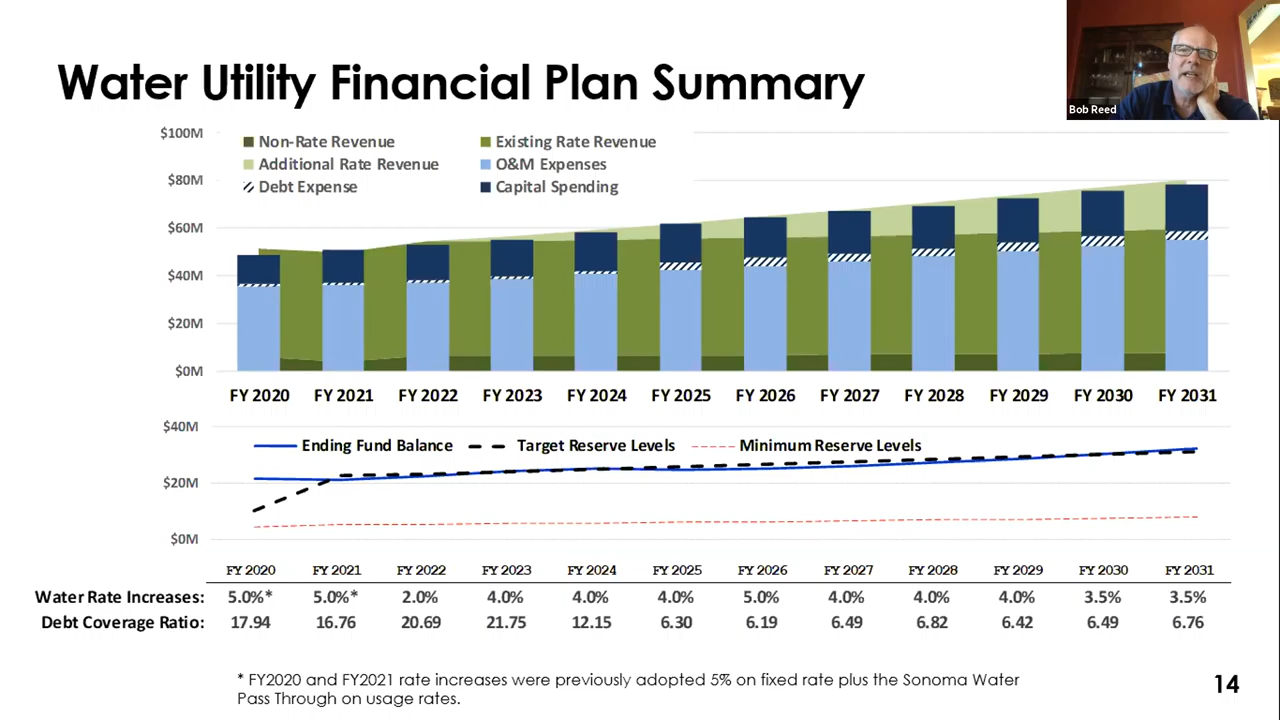 Water Utility Financial Plan Summary
Bob Reed
$100M
Non-Rate Revenue Existing Rate Revenue
Additional Rate Revenue O&M Expenses
Debt Expense Capital Spending
$80M
$60M
$40M
$20M
$0M
FY 2020 FY 2021 FY 2022 FY 2023 FY 2024 FY 2025 FY 2026 FY 2027 FY 2028 FY 2029 FY 2030 FY 2031
$40M
Ending Fund Balance Target Reserve Levels Minimum Reserve Levels
$20M
$0M
FY 2020 FY 2021 FY 2022 FY 2023 FY 2024 FY 2025 FY 2026 FY 2027 FY 2028 FY 2029 FY 2030 FY 2031
Water Rate Increases: 5.0%* 5.0%* 2.0% 4.0% 4.0% 4.0% 5.0% 4.0% 4.0% 4.0% 3.5% 3.5%
Debt Coverage Ratio: 17.94 16.76 20.69 21.75 12.15 6.30 6.19 6.49 6.82 6.42 6.49 6.76
* FY2020 and FY2021 rate increases were previously adopted 5% on fixed rate plus the Sonoma Water
Pass Through on usage rates.
14